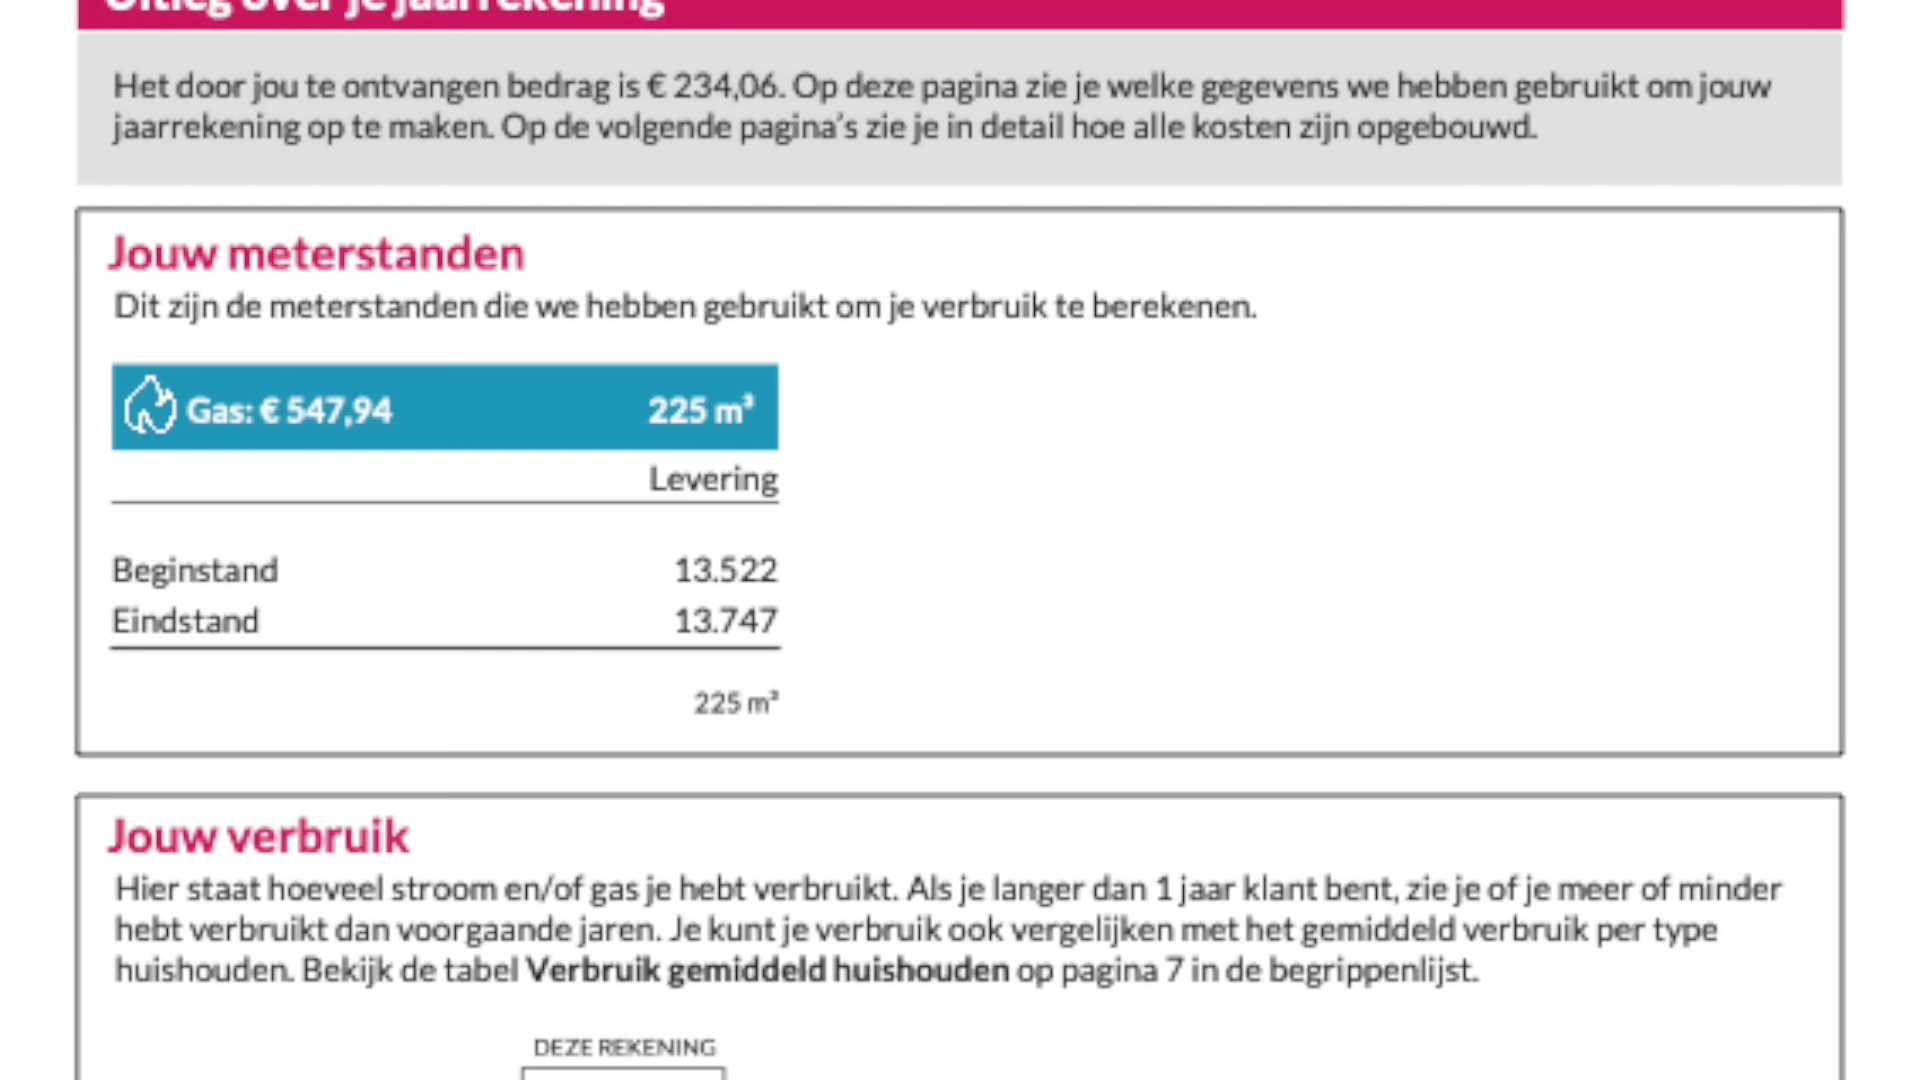 Uitleg over je jaarrekening
Het door jou te ontvangen bedrag is € 234,06. Op deze pagina zie je welke gegevens we hebben gebruikt om jouw
jaarrekening op te maken. Op de volgende pagina's zie je in detail hoe alle kosten zijn opgebouwd.
Jouw meterstanden
Dit zijn de meterstanden die we hebben gebruikt om je verbruik te berekenen.
Gas: € 547,94 225 m³
Levering
Beginstand 13.522
Eindstand 13.747
225 m³
Jouw verbruik
Hier staat hoeveel stroom en/of gas je hebt verbruikt. Als je langer dan 1 jaar klant bent, zie je of je meer of minder
hebt verbruikt dan voorgaande jaren. Je kunt je verbruik ook vergelijken met het gemiddeld verbruik per type
huishouden. Bekijk de tabel Verbruik gemiddeld huishouden op pagina 7 in de begrippenlijst.
DEZE REKENING